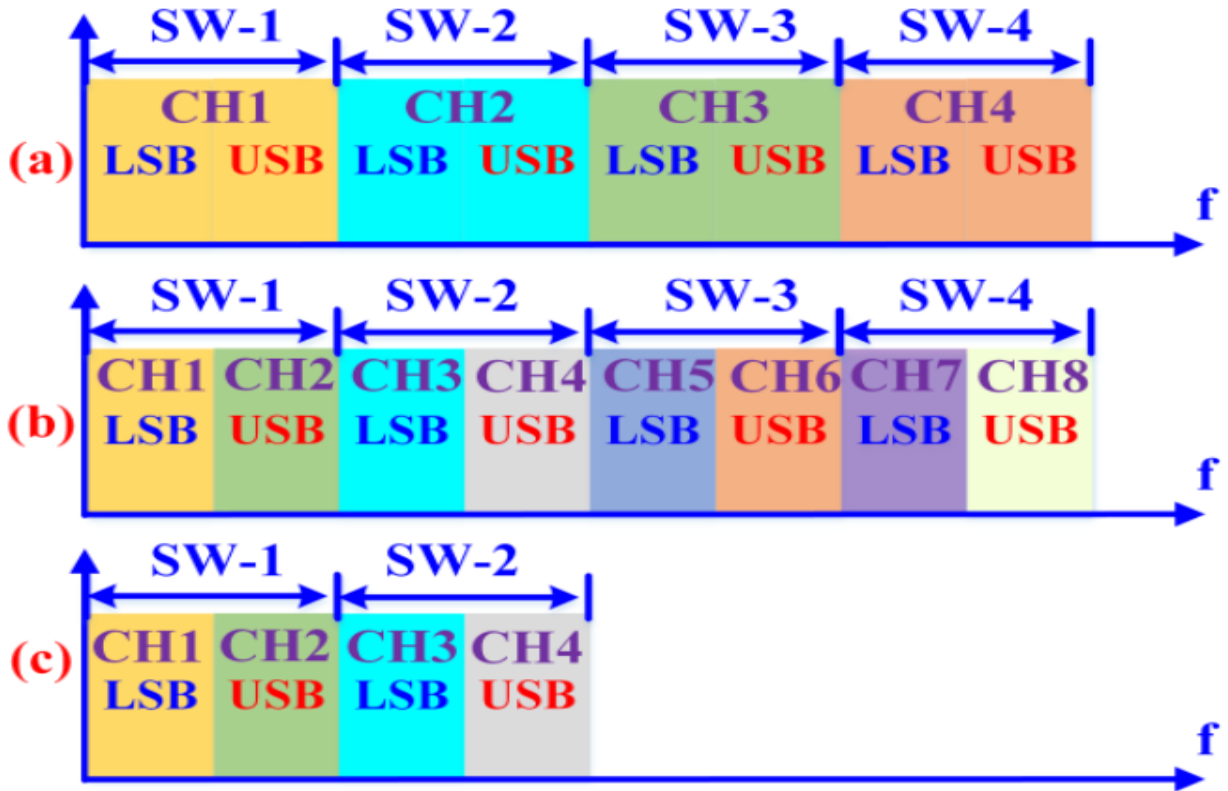 SW-1 SW-2 SW-3 SW-4
CH1 CH2 CH3 CH4
(a) LSB USB LSB USB LSB USB LSB USB
f
SW-1 SW-2 SW-3 SW-4
CH1 CH2 CH3 CH4 CH5 CH6 CH7 CH8
(b) LSB USB LSB USB LSB USB LSB USB
f
SW-1 SW-2
CH1 CH2 CH3 CH4
(c) LSB USB LSB USB
f